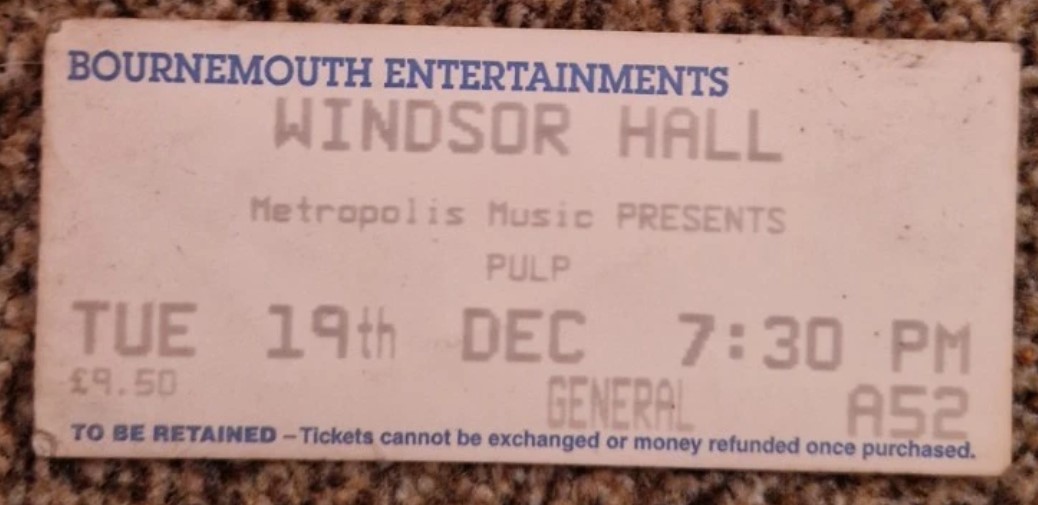 BOURNEMOUTH ENTERTAINMENTS
WINDSOR HALL
Metropolis Music PRESENTS
PULP
TUE 19th DEC 7:30 PM
£9.50 GENERAL A52
TO BE RETAINED – Tickets cannot be exchanged or money refunded once purchased.